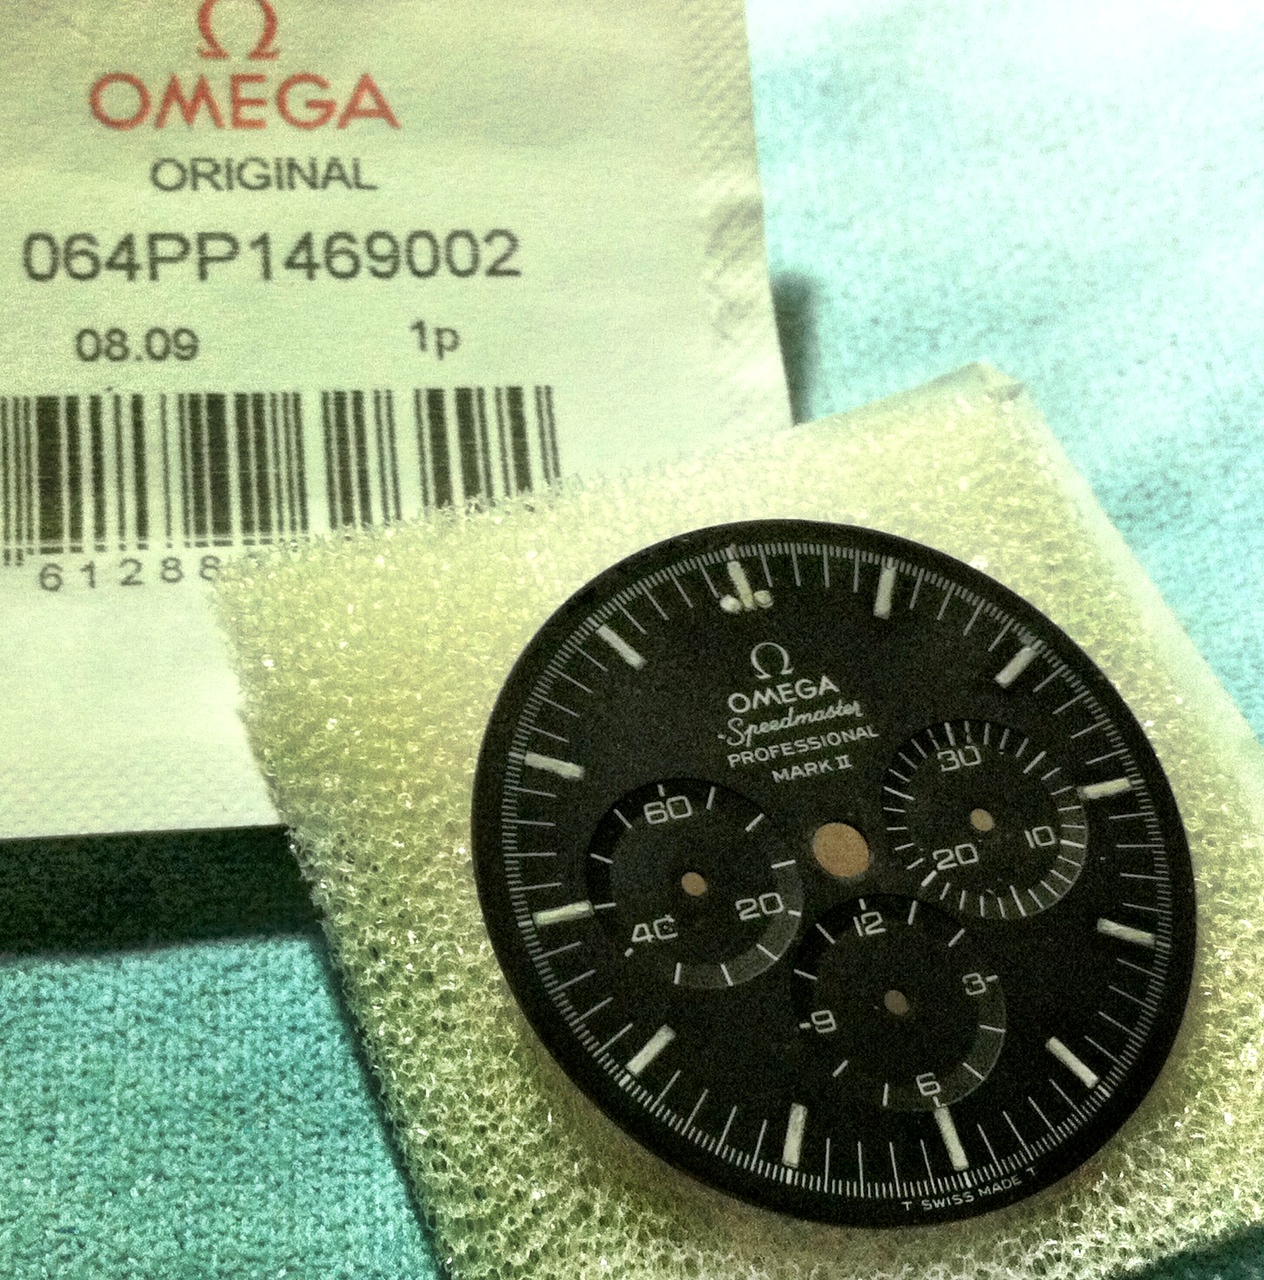 Ω
OMEGA
ORIGINAL
064PP1469002
08.09 1p
61288
Ω
OMEGA
Speedmaster
PROFESSIONAL
MARK II
60
20
40
30
10
20
12
3
6
9
T SWISS MADE T